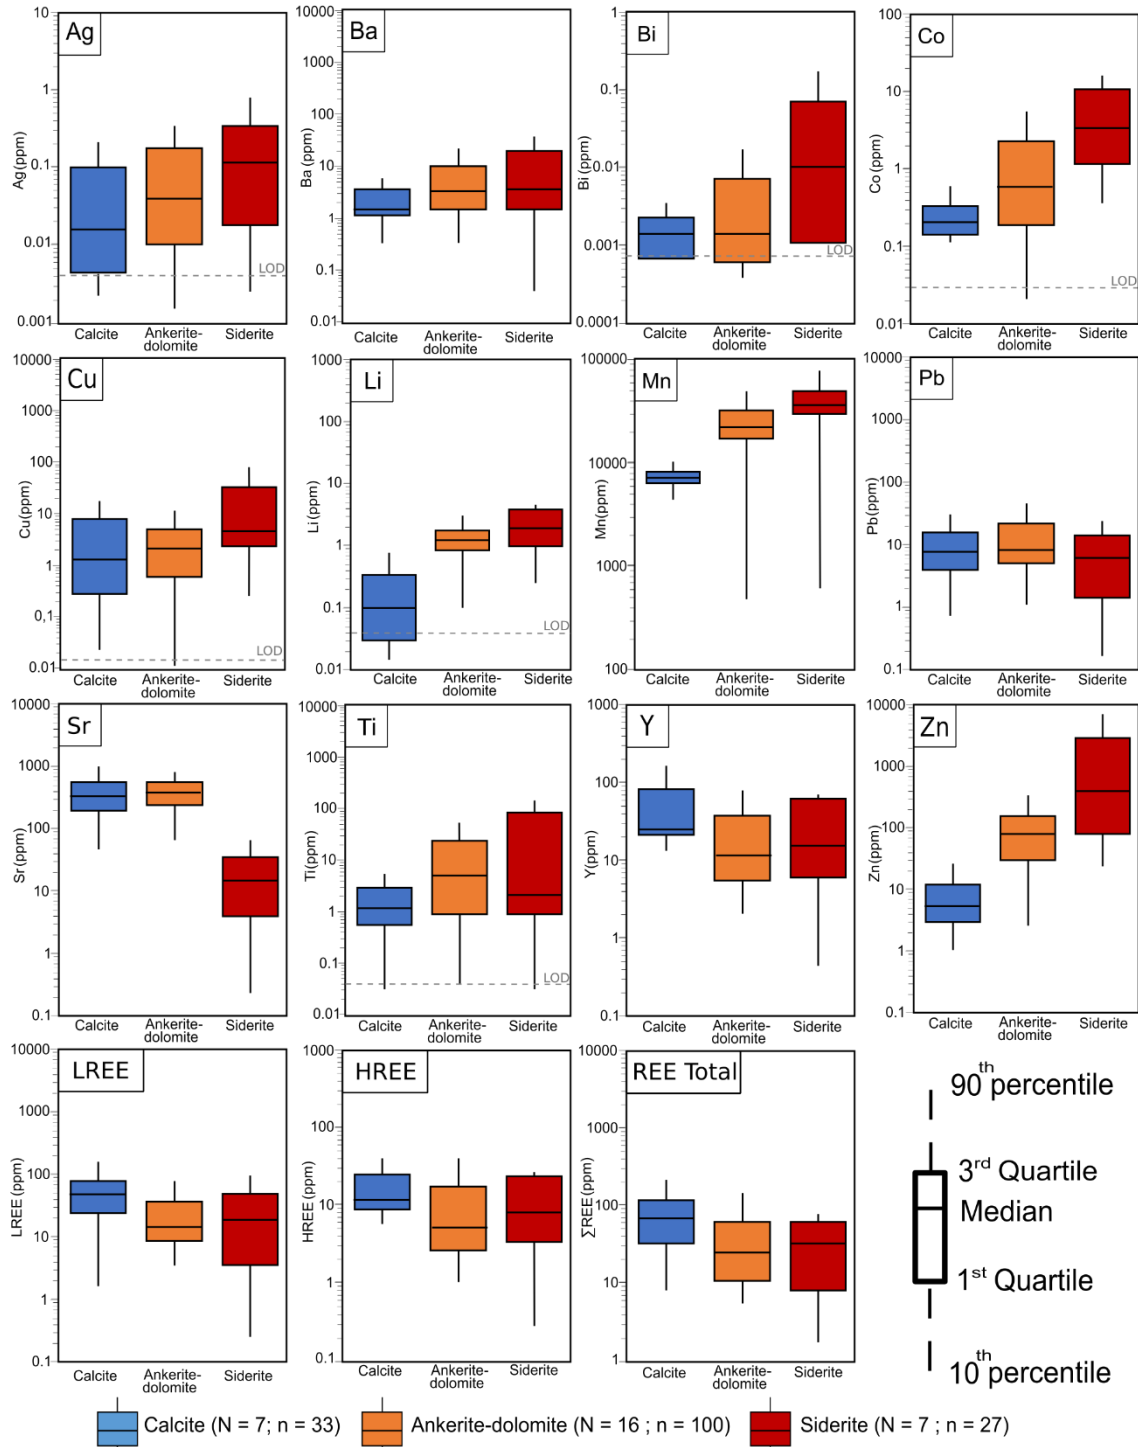 Ag
Ag (ppm)
10
1
0.1
0.01
0.001
LOD
Calcite
Ankerite-
dolomite
Siderite
Ba
Ba (ppm)
10000
1000
100
10
1
0.1
0.01
Calcite
Ankerite-
dolomite
Siderite
Bi
Bi (ppm)
1
0.1
0.01
0.001
0.0001
LOD
Calcite
Ankerite-
dolomite
Siderite
Co
Co (ppm)
100
10
1
0.1
0.01
LOD
Calcite
Ankerite-
dolomite
Siderite
Cu
Cu (ppm)
10000
1000
100
10
1
0,1
0.01
LOD
Calcite
Ankerite-
dolomite
Siderite
Li
Li (ppm)
1000
100
10
1
0.1
0.01
LOD
Calcite
Ankerite-
dolomite
Siderite
Mn
Mn(ppm)
100000
10000
1000
100
Calcite
Ankerite-
dolomite
Siderite
Pb
Pb (ppm)
10000
1000
100
10
1
0.1
Calcite
Ankerite-
dolomite
Siderite
Sr
Sr (ppm)
10000
1000
100
10
1
0.1
Calcite
Ankerite-
dolomite
Siderite
Ti
Ti (ppm)
10000
1000
100
10
1
0.1
0.01
LOD
Calcite
Ankerite-
dolomite
Siderite
Y
Y(ppm)
1000
100
10
1
0.1
Calcite
Ankerite-
dolomite
Siderite
Zn
Zn (ppm)
10000
1000
100
10
1
0.1
Calcite
Ankerite-
dolomite
Siderite
LREE
LREE (ppm)
10000
1000
100
10
1
0.1
Calcite
Ankerite-
dolomite
Siderite
HREE
HREE (ppm)
1000
100
10
1
0.1
Calcite
Ankerite-
dolomite
Siderite
REE Total
ΣREE (ppm)
10000
1000
100
10
1
Calcite
Ankerite-
dolomite
Siderite
90th percentile
3rd Quartile
Median
1st Quartile
10th percentile
Calcite (N = 7; n = 33)
Ankerite-dolomite (N = 16 ; n = 100)
Siderite (N = 7 ; n = 27)